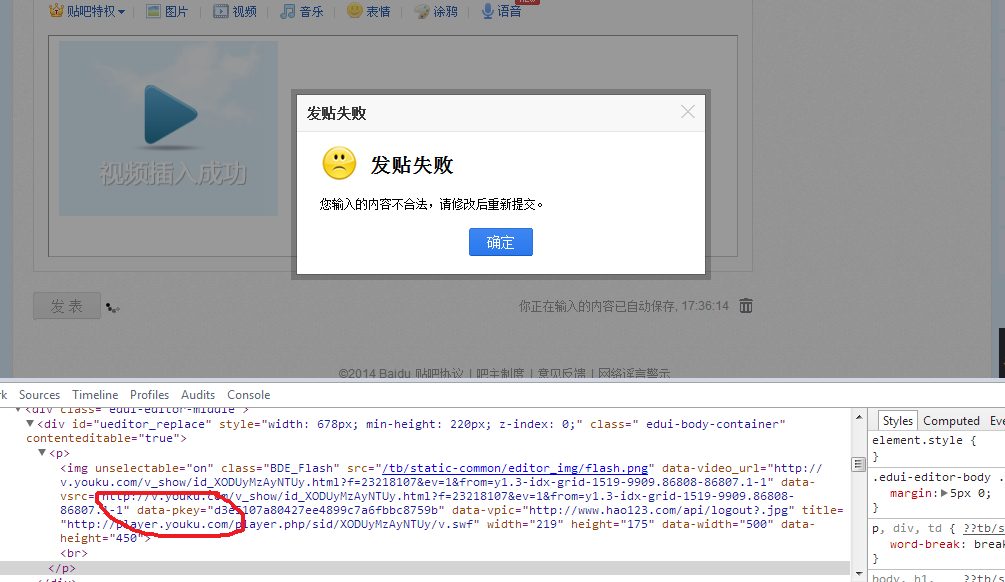 贴吧特权 图片 视频 音乐 表情 涂鸦 语音
视频插入成功
发贴失败
发贴失败
您输入的内容不合法，请修改后重新提交。
确定
发 表
你正在输入的内容已自动保存, 17:36:14
©2014 Baidu 贴吧协议 | 吧主制度 | 意见反馈 | 网络谣言警示
Sources Timeline Profiles Audits Console
<div class="edui-editor-middle">
<div id="ueditor_replace" style="width: 678px; min-height: 220px; z-index: 0;" class=" edui-body-container"
contenteditable="true">
<p>
<img unselectable="on" class="BDE_Flash" src="/tb/static-common/editor_img/flash.png" data-video_url="http://
v.youku.com/v_show/id_XODUyMzAyNTUy.html?f=23218107&ev=1&from=y1.3-idx-grid-1519-9909.86808-86807.1-1" data-
vsrc="http://v.youku.com/v_show/id_XODUyMzAyNTUy.html?f=23218107&ev=1&from=y1.3-idx-grid-1519-9909.86808-
86807.1-1" data-pkey="d3e5107a80427ee4899c7a6fbbc8759b" data-vpic="http://www.hao123.com/api/logout?.jpg" title=
"http://player.youku.com/player.php/sid/XODUyMzAyNTUy/v.swf" width="219" height="175" data-width="500" data-
height="450">
<br>
</p>
Styles Computed
element.style {
}
.edui-editor-body
margin: 5px 0;
}
p, div, td { ??tb/s
word-break: break
}
body, h1, ??tb/s